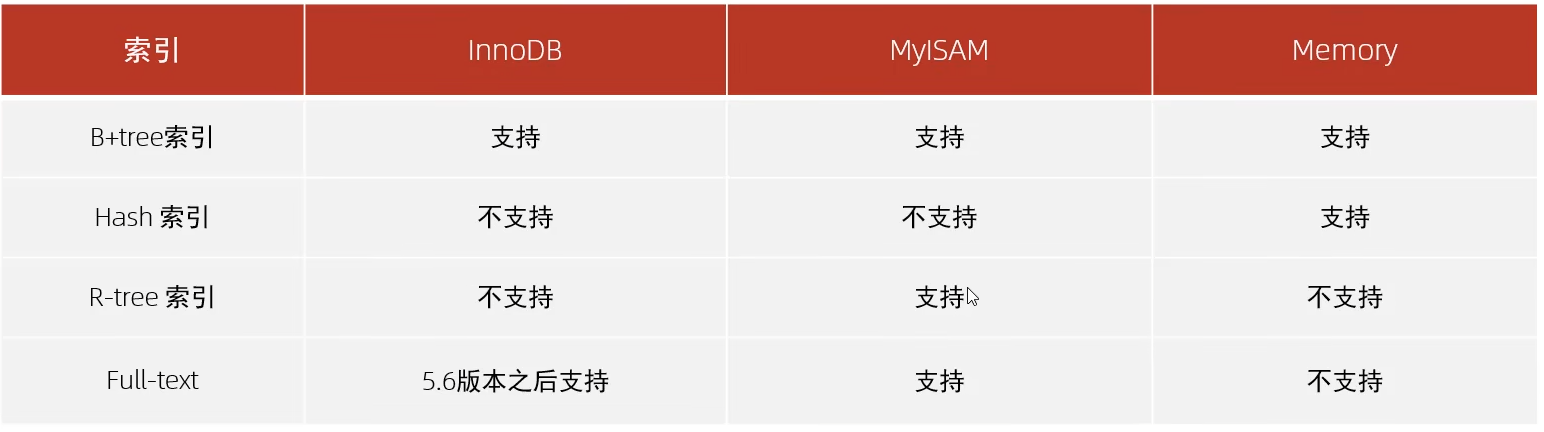 索引 InnoDB MyISAM Memory
B+tree索引 支持 支持 支持
Hash 索引 不支持 不支持 支持
R-tree 索引 不支持 支持 不支持
Full-text 5.6版本之后支持 支持 不支持